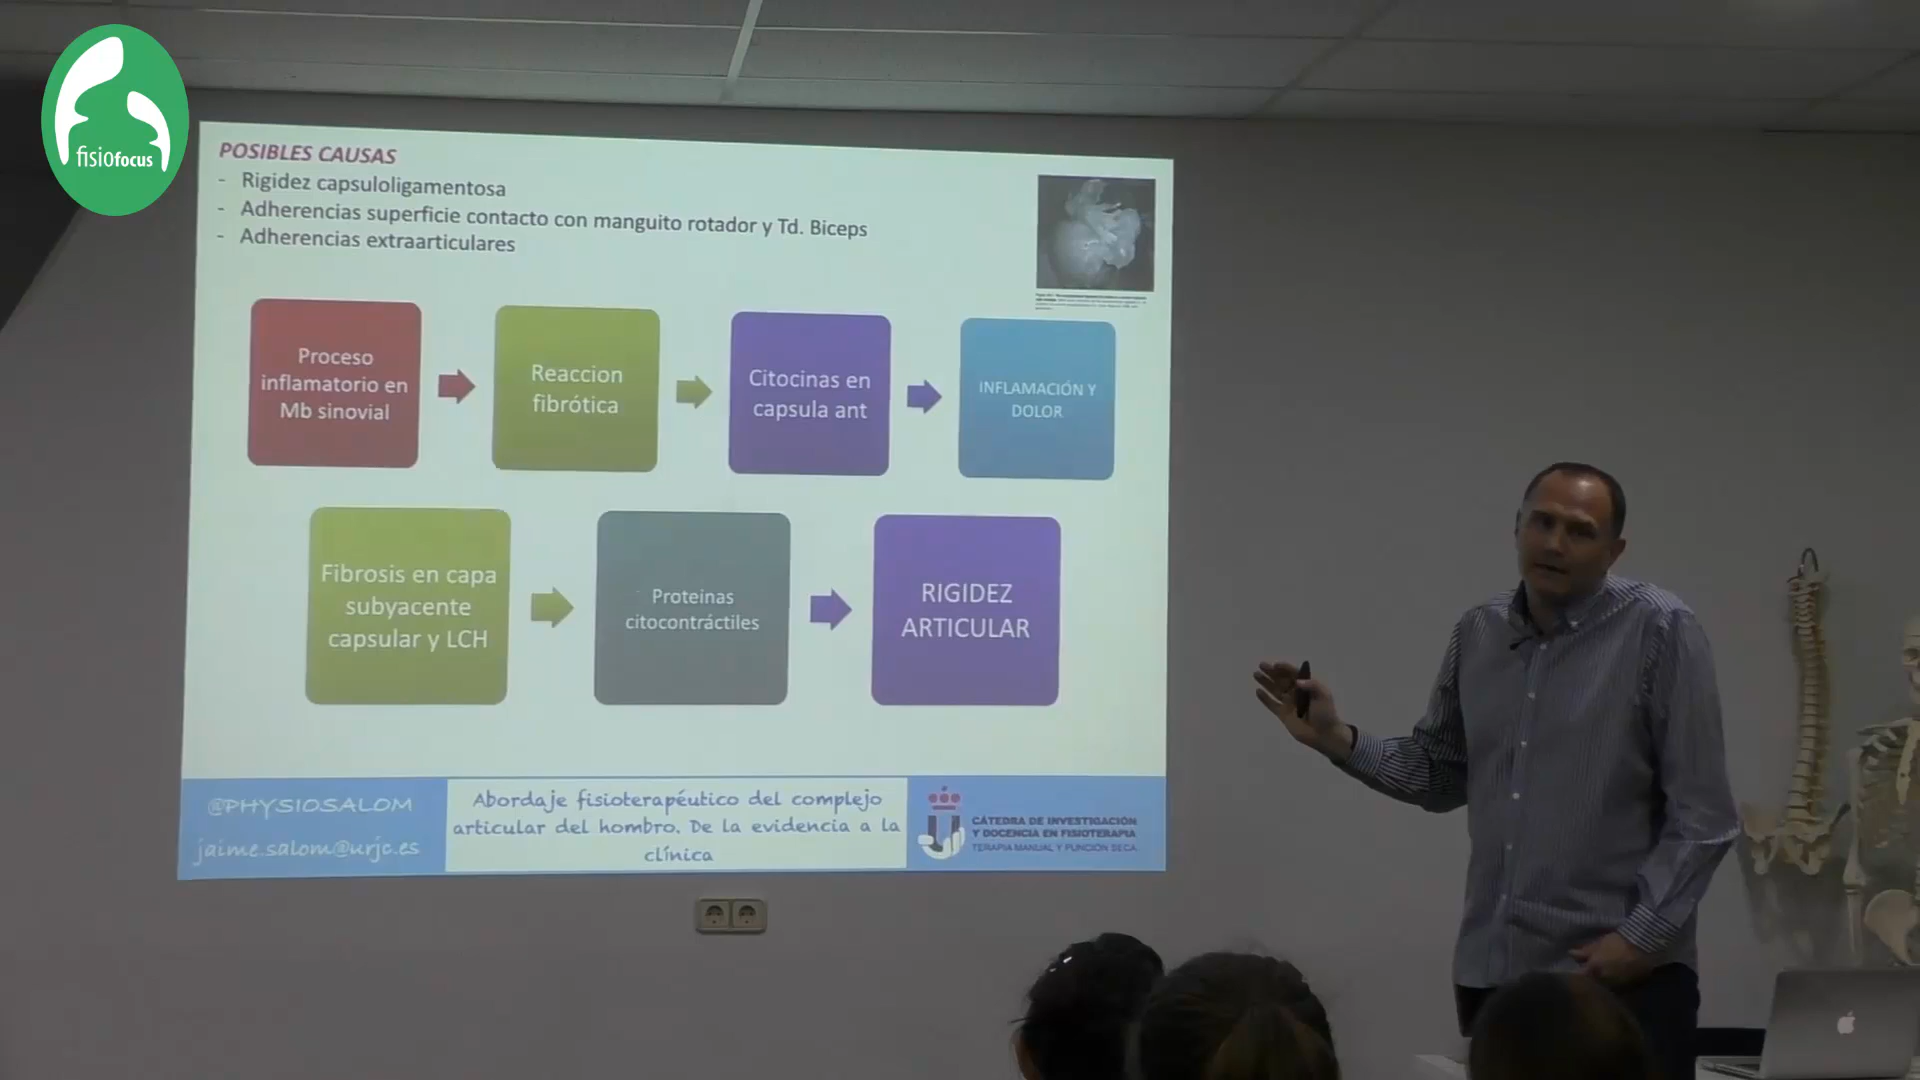 fisiofocus
POSIBLES CAUSAS
- Rigidez capsuloligamentosa
- Adherencias superficie contacto con manguito rotador y Td. Biceps
- Adherencias extraarticulares
Proceso
inflamatorio en
Mb sinovial
Reaccion
fibrótica
Citocinas en
capsula ant
INFLAMACIÓN Y
DOLOR
Fibrosis en capa
subyacente
capsular y LCH
Proteinas
citocontráctiles
RIGIDEZ
ARTICULAR
@PHYSIOSALOM
jaime.salom@urjc.es
Abordaje fisioterapéutico del complejo
articular del hombro. De la evidencia a la
clínica
CÁTEDRA DE INVESTIGACIÓN
Y DOCENCIA EN FISIOTERAPIA
TERAPIA MANUAL Y PUNCIÓN SECA